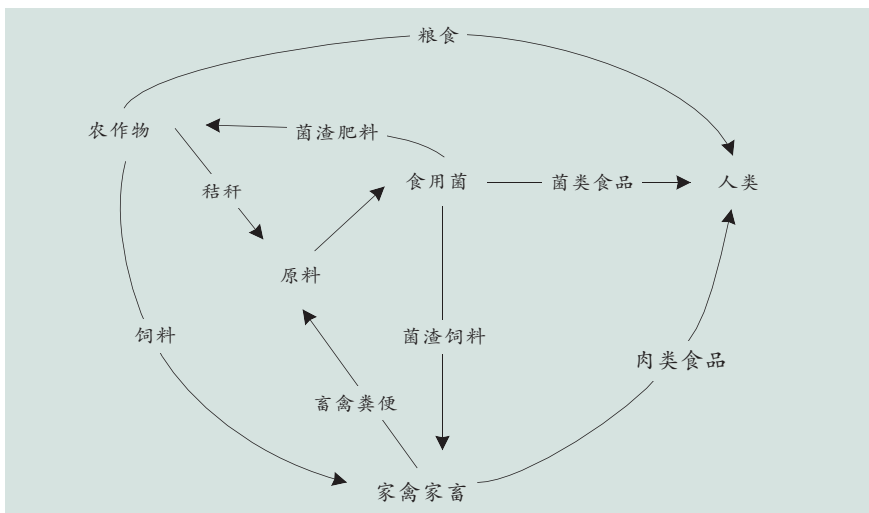 粮食
农作物
菌渣肥料
食用菌
菌类食品
人类
秸秆
原料
饲料
菌渣饲料
肉类食品
畜禽粪便
家禽家畜